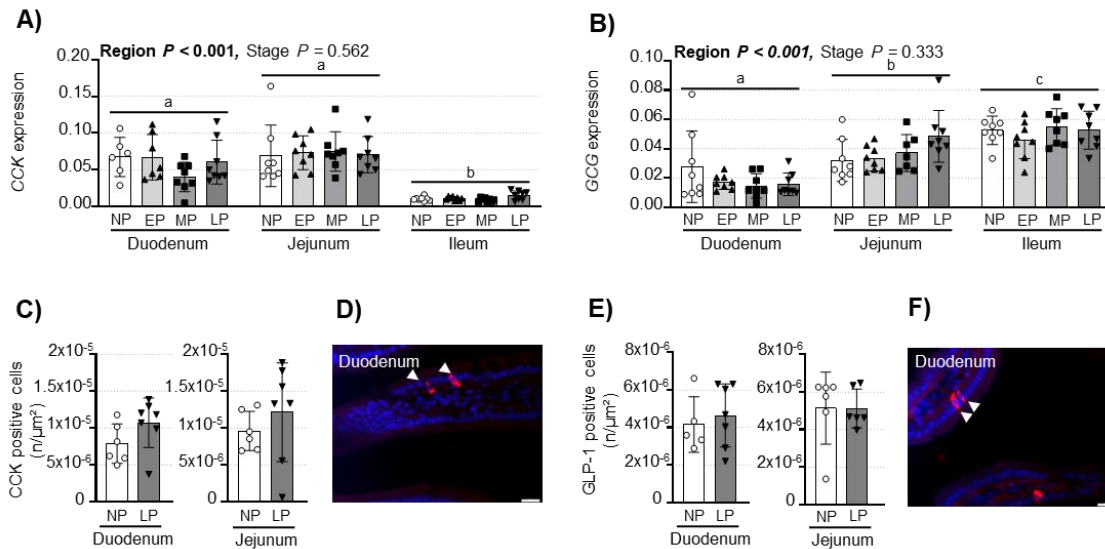 A)
Region P < 0.001, Stage P = 0.562
CCK expression
0.20
0.15
0.10
0.05
0.00
a
a
b
NP EP MP LP NP EP MP LP NP EP MP LP
Duodenum Jejunum Ileum
B)
Region P < 0.001, Stage P = 0.333
GCG expression
0.10
0.08
0.06
0.04
0.02
0.00
a
b
c
NP EP MP LP NP EP MP LP NP EP MP LP
Duodenum Jejunum Ileum
C)
CCK positive cells
(n/µm²)
2x10-5
1x10-5
1x10-5
5x10-6
0
NP LP
Duodenum
2x10-5
2x10-5
1x10-5
5x10-6
0
NP LP
Jejunum
D)
Duodenum
E)
GLP-1 positive cells
(n/µm²)
8x10-6
6x10-6
4x10-6
2x10-6
0
NP LP
Duodenum
8x10-6
6x10-6
4x10-6
2x10-6
0
NP LP
Jejunum
F)
Duodenum